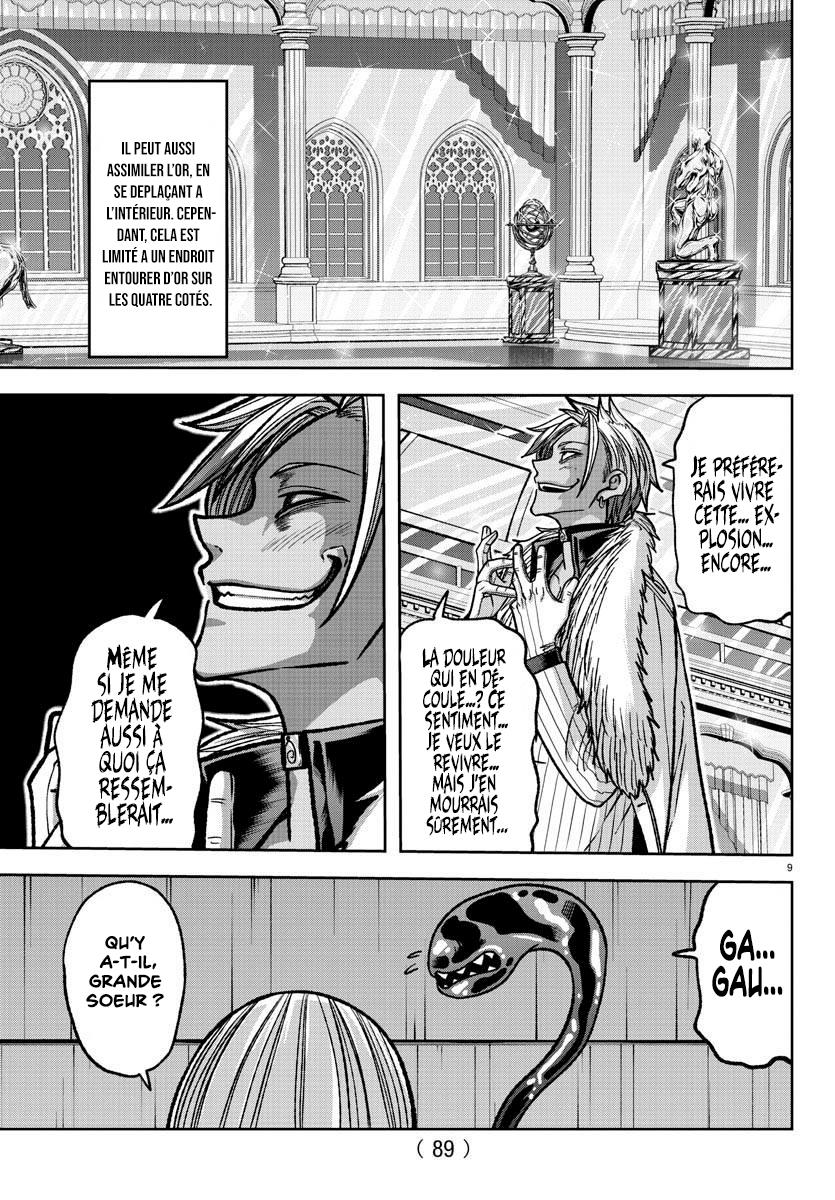 IL PEUT AUSSI
ASSIMILER L'OR, EN
SE DEPLAÇANT A
L'INTÉRIEUR. CEPEN-
DANT, CELA EST
LIMITÉ A UN ENDROIT
ENTOURER D'OR SUR
LES QUATRE COTÉS.
JE PRÉFÉRE-
RAIS VIVRE
CETTE... EX-
PLOSION...
ENCORE...
LA DOULEUR
QUI EN DÉ-
COULE...? CE
SENTIMENT...
JE VEUX LE
REVIVRE...
MAIS J'EN
MOURRAIS
SÛREMENT...
MÊME
SI JE ME
DEMANDE
AUSSI À
QUOI ÇA
RESSEM-
BLERAIT...
9
GA...
GAU...
QU'Y
A-T-IL,
GRANDE
SOEUR ?
( 89 )